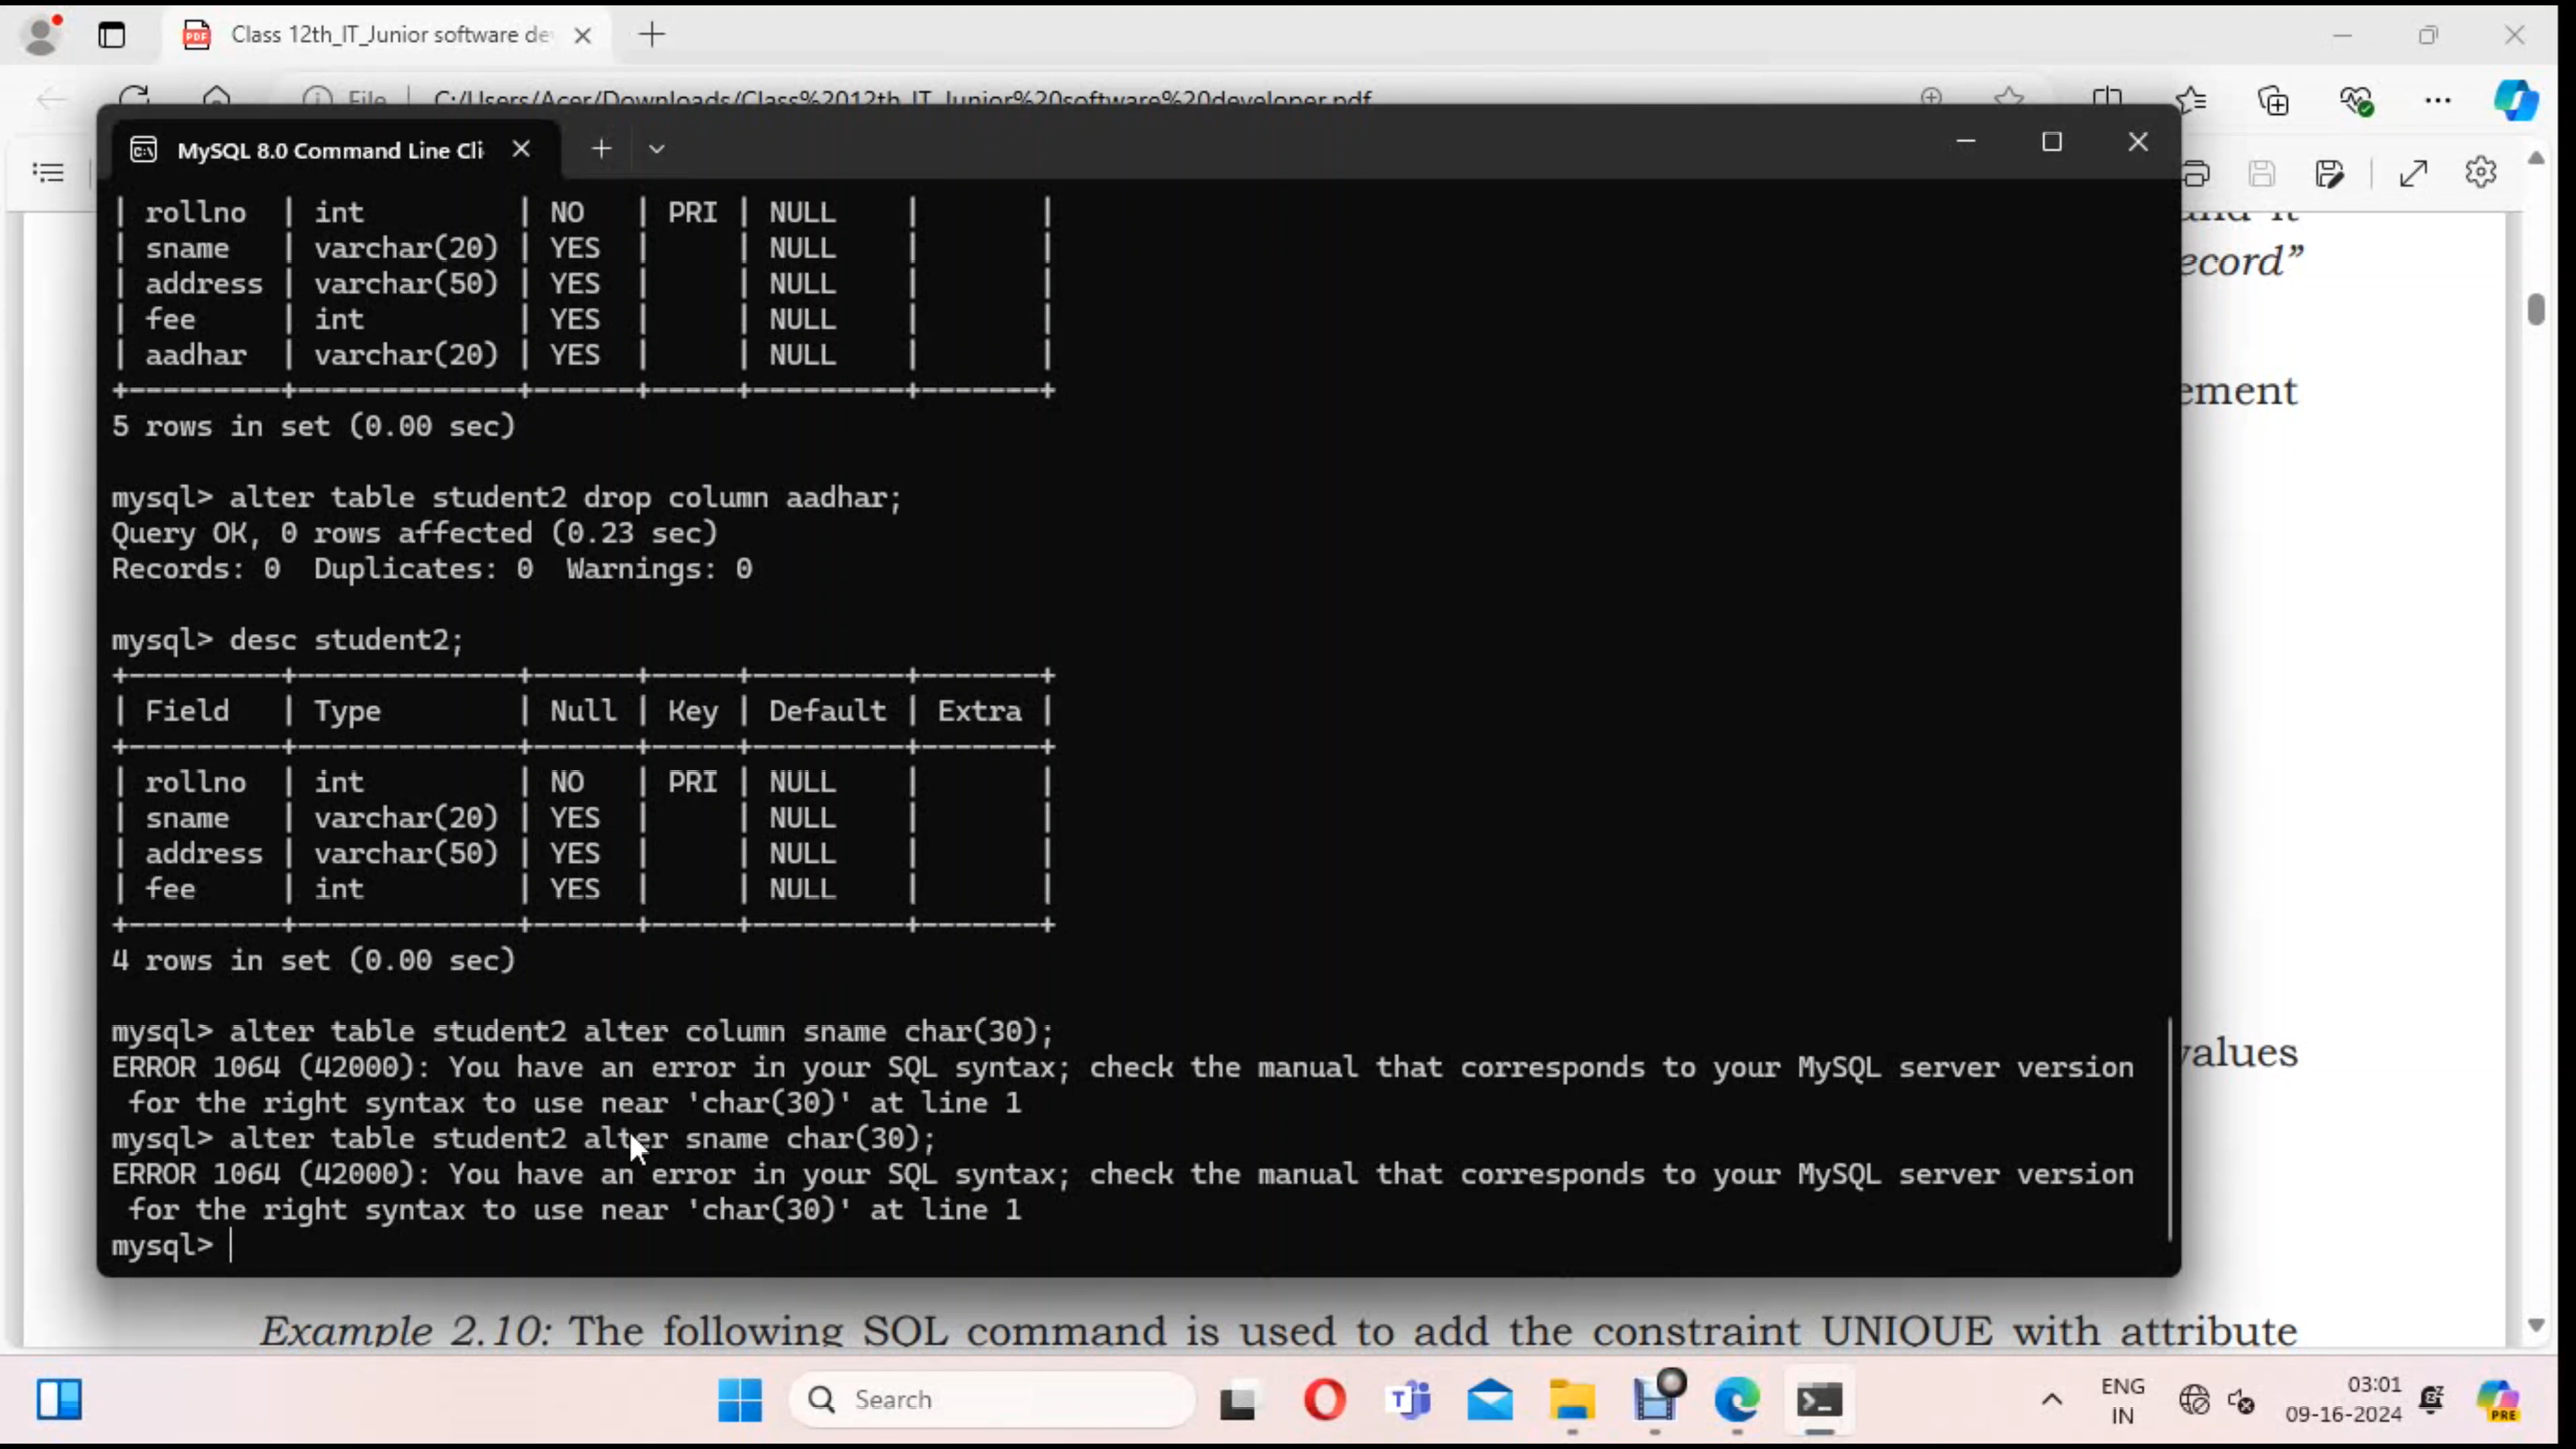 Class 12th_IT_Junior software de
File | C:/Users/Acer/Downloads/Class%2012th_IT_Junior%20software%20developer.pdf
MySQL 8.0 Command Line Cli
ecord”
ement
values
| rollno | int | NO | PRI | NULL | |
| sname | varchar(20) | YES | | NULL | |
| address | varchar(50) | YES | | NULL | |
| fee | int | YES | | NULL | |
| aadhar | varchar(20) | YES | | NULL | |
+---------+-------------+------+-----+---------+-------+
5 rows in set (0.00 sec)
mysql> alter table student2 drop column aadhar;
Query OK, 0 rows affected (0.23 sec)
Records: 0 Duplicates: 0 Warnings: 0
mysql> desc student2;
+---------+-------------+------+-----+---------+-------+
| Field | Type | Null | Key | Default | Extra |
+---------+-------------+------+-----+---------+-------+
| rollno | int | NO | PRI | NULL | |
| sname | varchar(20) | YES | | NULL | |
| address | varchar(50) | YES | | NULL | |
| fee | int | YES | | NULL | |
+---------+-------------+------+-----+---------+-------+
4 rows in set (0.00 sec)
mysql> alter table student2 alter column sname char(30);
ERROR 1064 (42000): You have an error in your SQL syntax; check the manual that corresponds to your MySQL server version
for the right syntax to use near 'char(30)' at line 1
mysql> alter table student2 alter sname char(30);
ERROR 1064 (42000): You have an error in your SQL syntax; check the manual that corresponds to your MySQL server version
for the right syntax to use near 'char(30)' at line 1
mysql>
Example 2.10: The following SQL command is used to add the constraint UNIQUE with attribute
Search
ENG
IN
03:01
09-16-2024
PRE